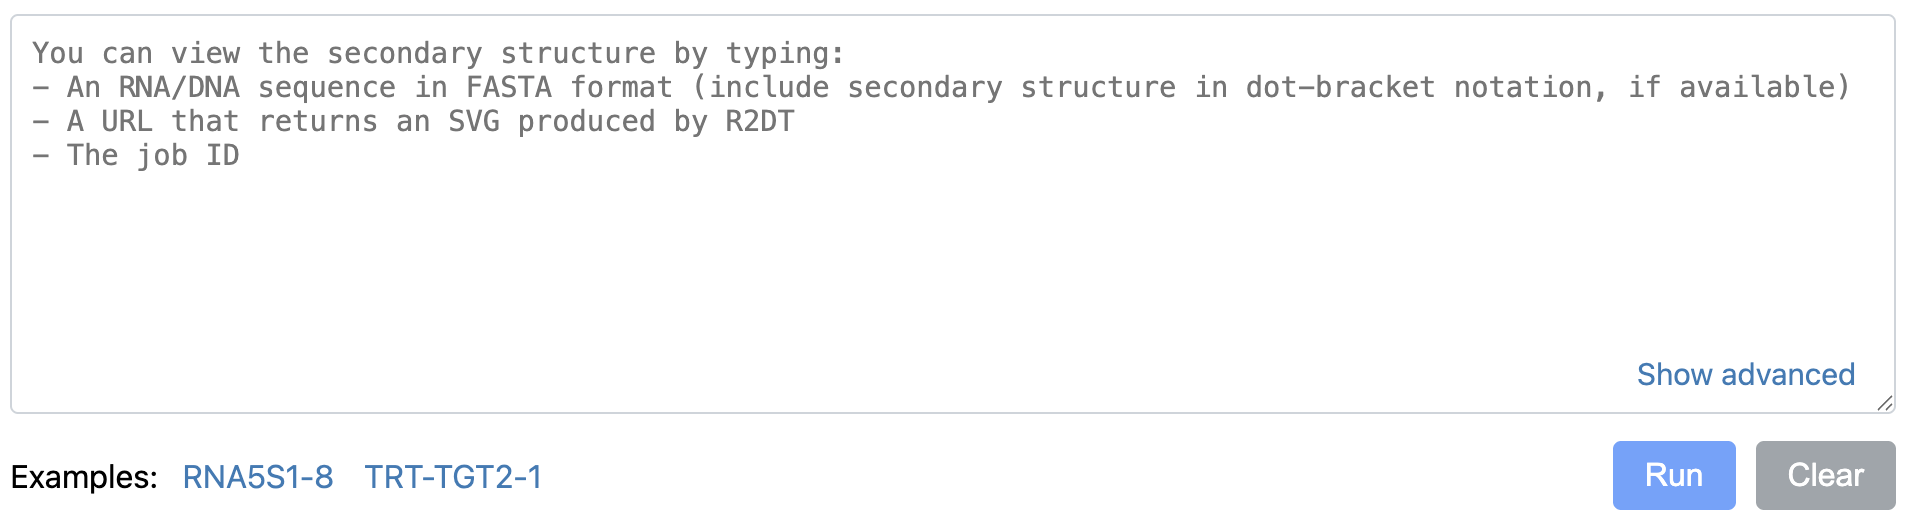 You can view the secondary structure by typing:
– An RNA/DNA sequence in FASTA format (include secondary structure in dot–bracket notation, if available)
– A URL that returns an SVG produced by R2DT
– The job ID
Show advanced
Examples: RNA5S1-8 TRT-TGT2-1 Run Clear